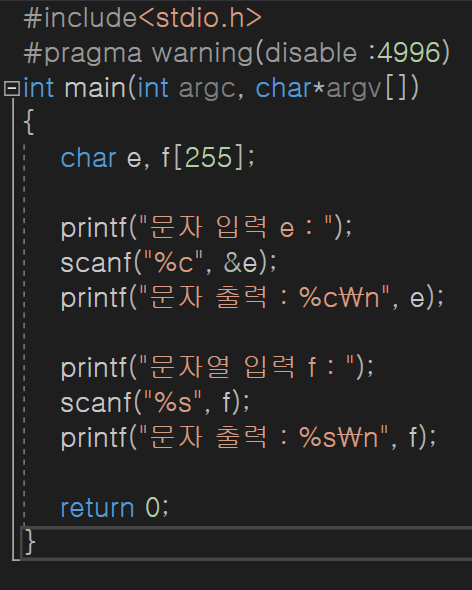 #include<stdio.h>
#pragma warning(disable :4996)
int main(int argc, char*argv[])
{
char e, f[255];
printf("문자 입력 e : ");
scanf("%c", &e);
printf("문자 출력 : %c₩n", e);
printf("문자열 입력 f : ");
scanf("%s", f);
printf("문자 출력 : %s₩n", f);
return 0;
}